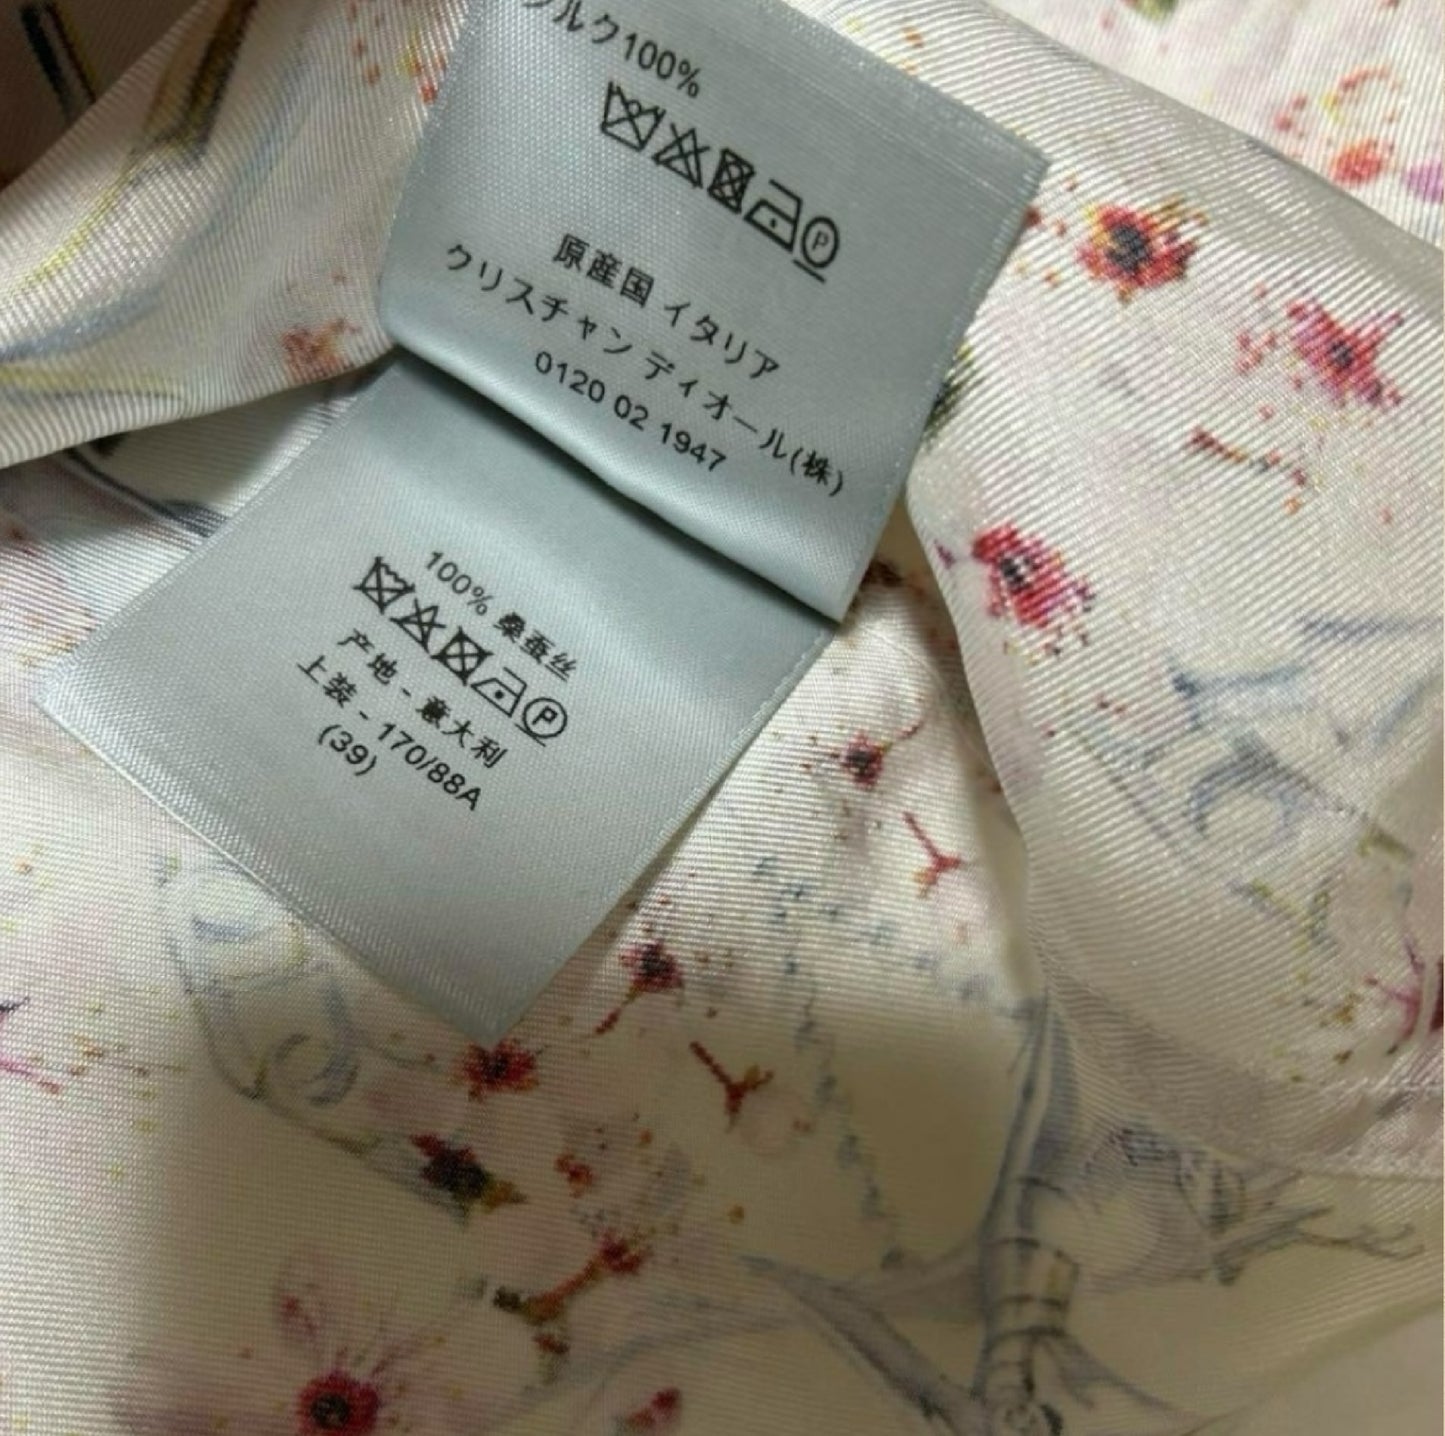 シルク100%
原産国 イタリア
クリスチャン ディオール(株)
0120 02 1947
100% 桑蚕丝
产地 - 意大利
上装 - 170/88A
(39)